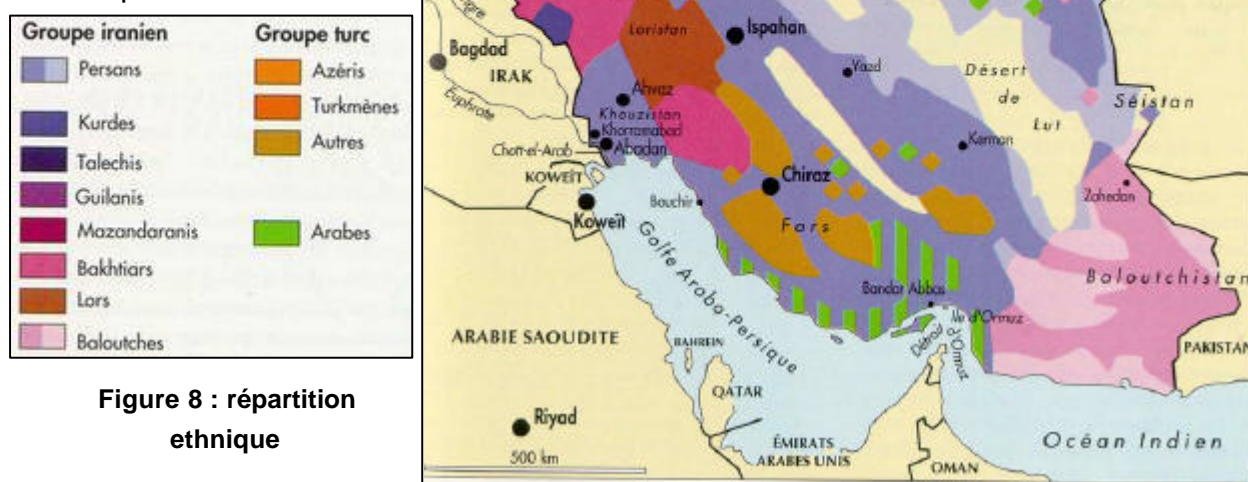 Groupe iranien
Persans
Kurdes
Talechis
Guilanis
Mazandaranis
Bakhtiars
Lors
Baloutches
Groupe turc
Azéris
Turkmènes
Autres
Arabes
Figure 8 : répartition
ethnique
Loristan
Ispahan
Bagdad
IRAK
Euphrate
Yazd
Désert
de
Lut
Séistan
Ahvaz
Khouzistan
Khorramabad
Abadan
Chott-el-Arab
KOWEÏT
Koweït
Kerman
Chiraz
Zahedan
Bouchir
Fars
Golfe Arabo-Persique
Baloutchistan
Bandar Abbas
Ile d'Ormuz
Détroit
d'Ormuz
ARABIE SAOUDITE
BAHREIN
PAKISTAN
QATAR
Riyad
ÉMIRATS
ARABES UNIS
OMAN
Océan Indien
500 km